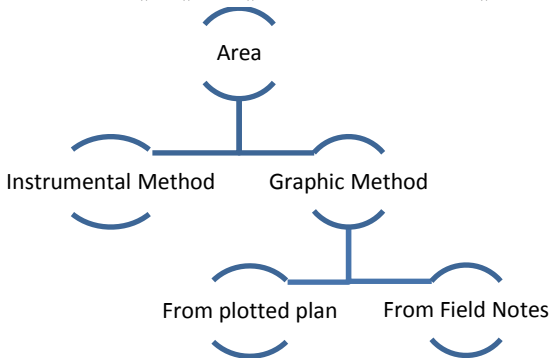 Area
Instrumental Method
Graphic Method
From plotted plan
From Field Notes